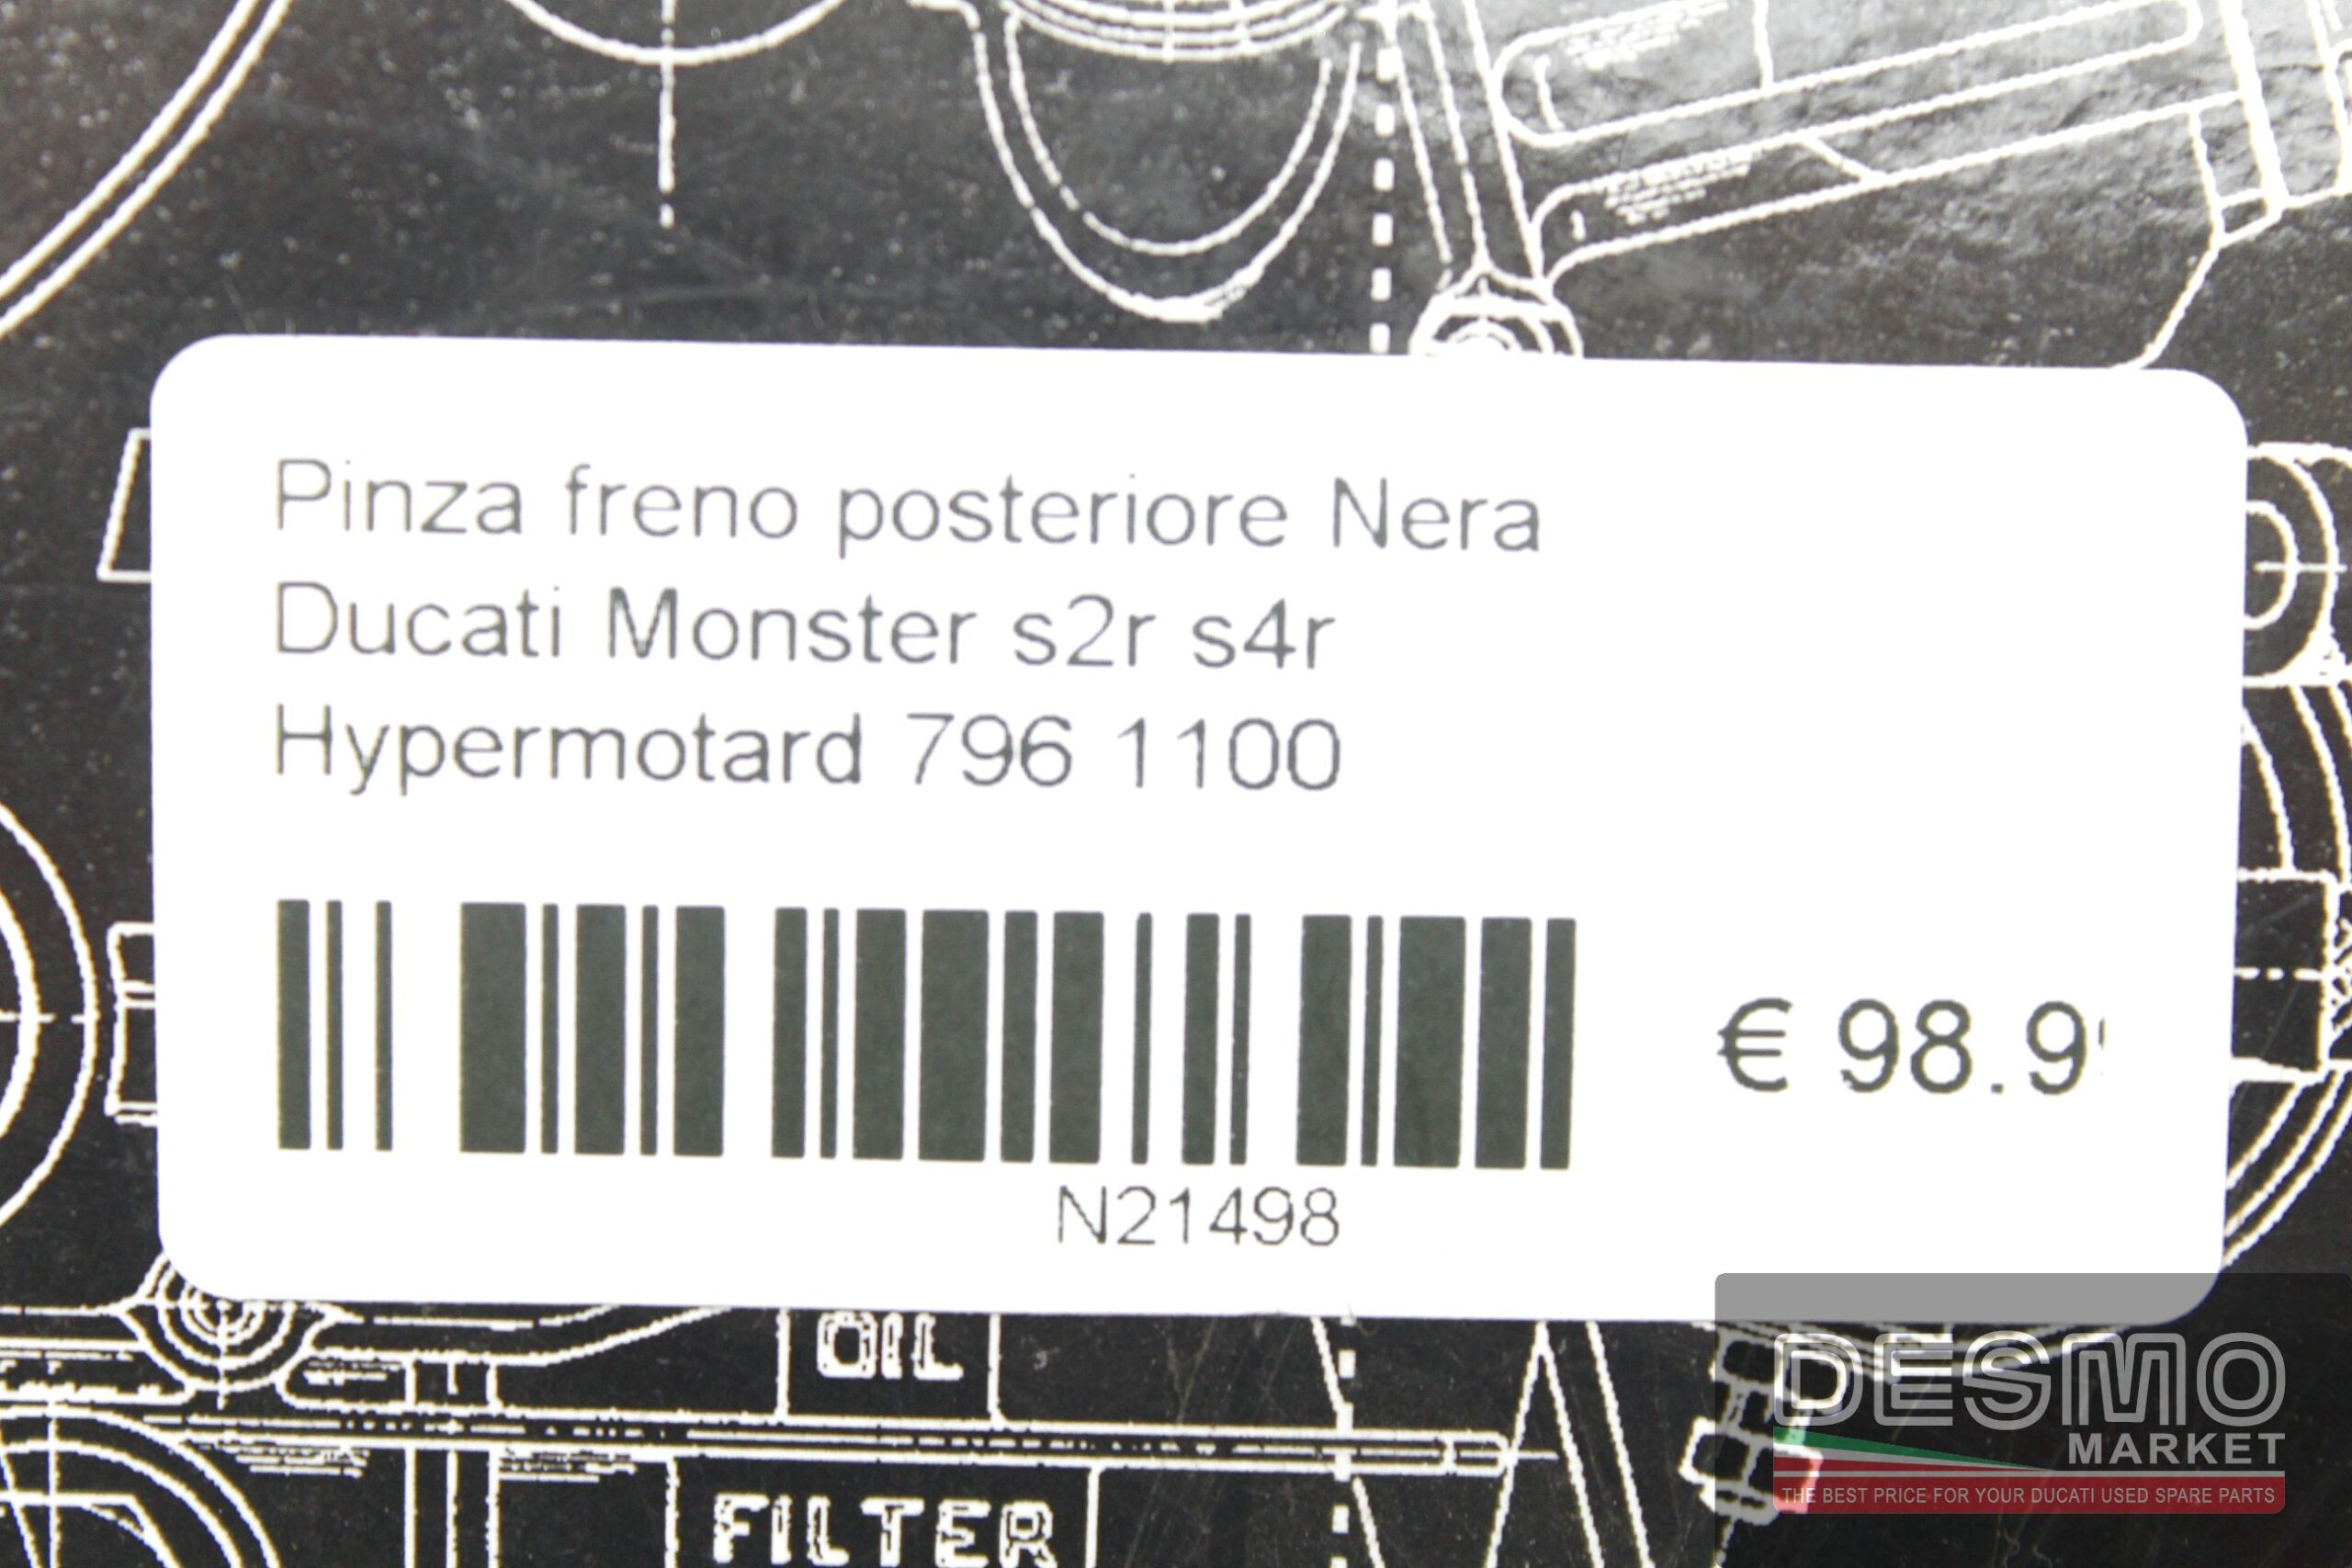 Pinza freno posteriore Nera
Ducati Monster s2r s4r
Hypermotard 796 1100
€ 98.9
N21498
OIL
FILTER
DESMO
MARKET
THE BEST PRICE FOR YOUR DUCATI USED SPARE PARTS